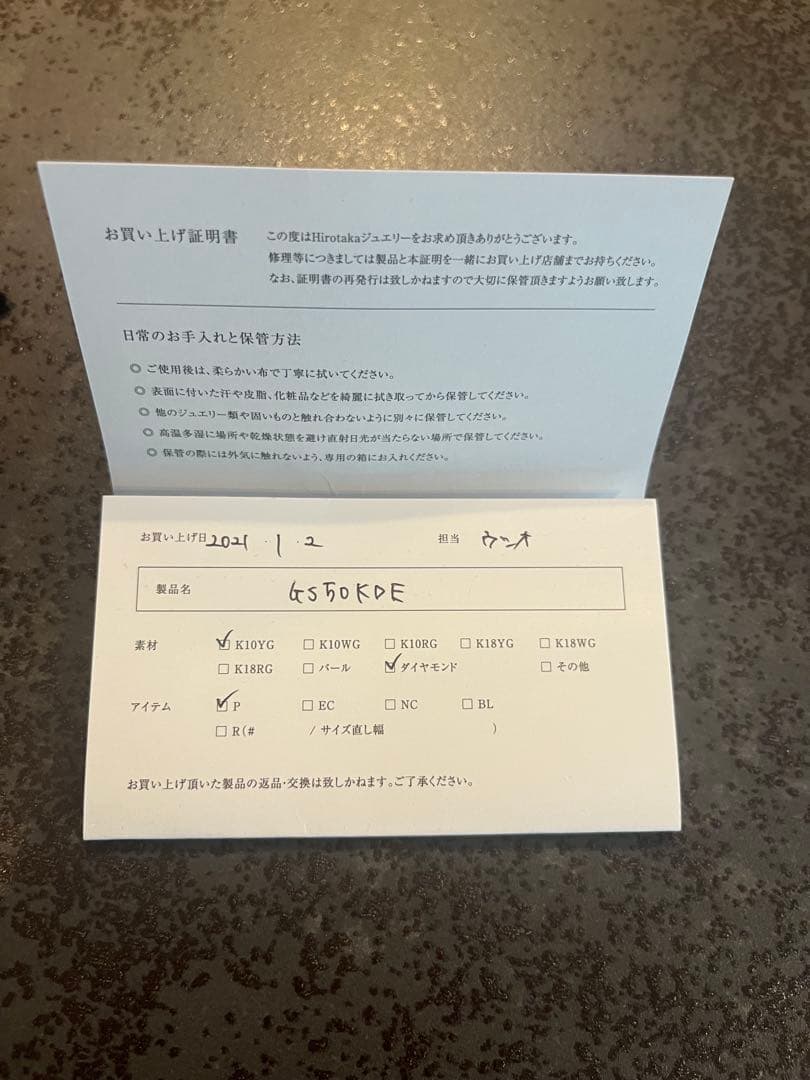 お買い上げ証明書
この度はHirotakaジュエリーをお求め頂きありがとうございます。
修理等につきましては製品と本証明を一緒にお買い上げ店舗までお持ちください。
なお、証明書の再発行は致しかねますので大切に保管頂きますようお願い致します。
日常のお手入れと保管方法
◎ ご使用後は、柔らかい布で丁寧に拭いてください。
◎ 表面に付いた汗や皮脂、化粧品などを綺麗に拭き取ってから保管してください。
◎ 他のジュエリー類や固いものと触れ合わないように別々に保管してください。
◎ 高温多湿に場所や乾燥状態を避け直射日光が当たらない場所で保管してください。
◎ 保管の際には外気に触れないよう、専用の箱にお入れください。
お買い上げ日 2021 . 1 . 2 担当
製品名 GS50KDE
素材 ☑ K10YG □ K10WG □ K10RG □ K18YG □ K18WG
□ K18RG □ パール ☑ ダイヤモンド □ その他
アイテム ☑ P □ EC □ NC □ BL
□ R(# / サイズ直し幅 )
お買い上げ頂いた製品の返品・交換は致しかねます。ご了承ください。